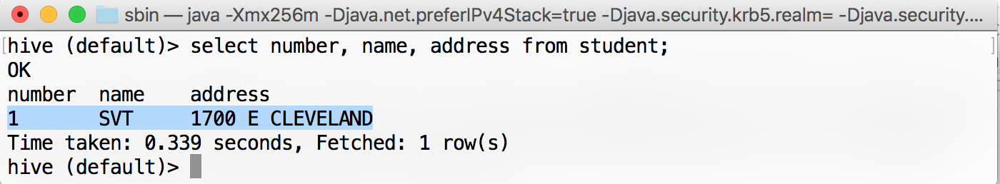 sbin — java -Xmx256m -Djava.net.preferIPv4Stack=true -Djava.security.krb5.realm= -Djava.security....
[hive (default)> select number, name, address from student; ]
OK
number  name    address
1       SVT     1700 E CLEVELAND
Time taken: 0.339 seconds, Fetched: 1 row(s)
hive (default)>